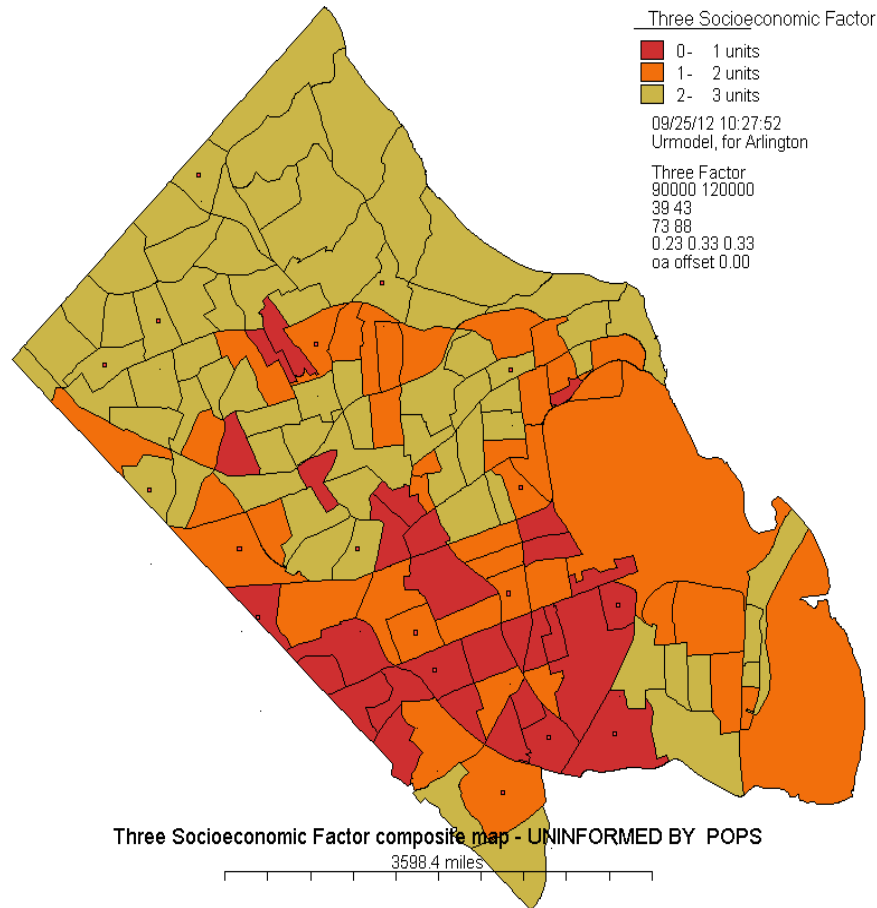 Three Socioeconomic Factor
0- 1 units
1- 2 units
2- 3 units
09/25/12 10:27:52
Urmodel, for Arlington
Three Factor
90000 120000
39 43
73 88
0.23 0.33 0.33
oa offset 0.00
Three Socioeconomic Factor composite map - UNINFORMED BY POPS
3598.4 miles